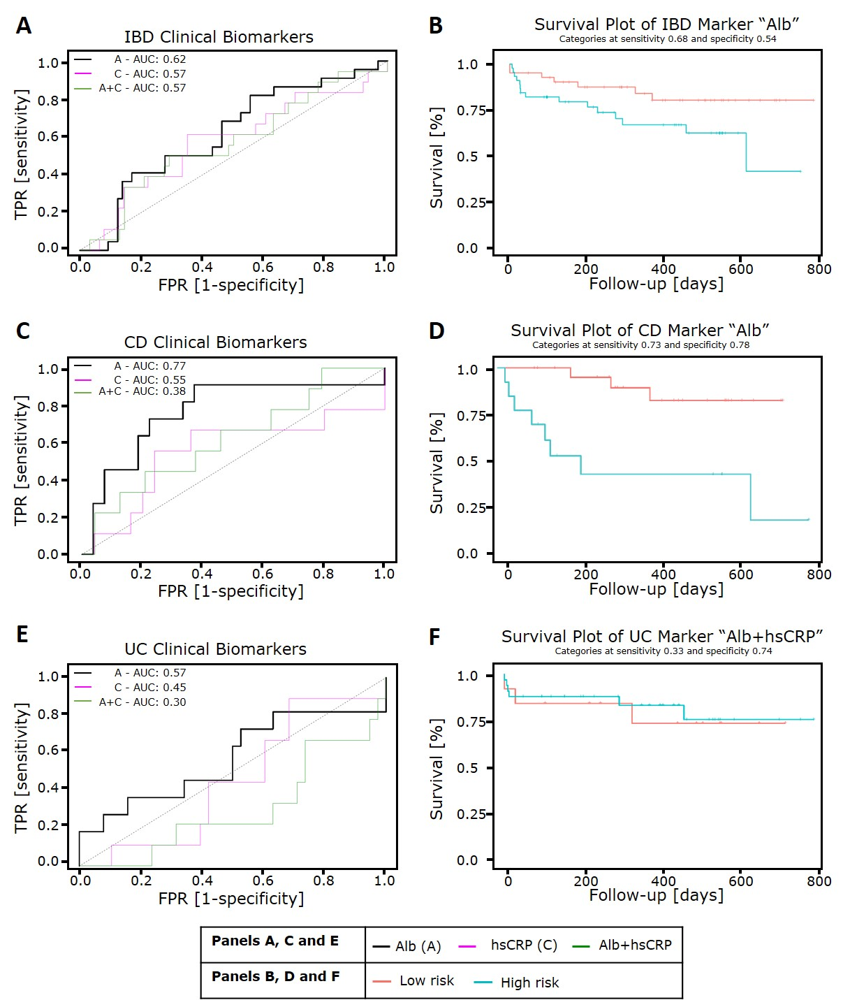 A
IBD Clinical Biomarkers
A - AUC: 0.62
C - AUC: 0.57
A+C - AUC: 0.57
1.0
0.8
0.6
0.4
0.2
0.0
TPR [sensitivity]
0.0 0.2 0.4 0.6 0.8 1.0
FPR [1-specificity]
B
Survival Plot of IBD Marker “Alb”
Categories at sensitivity 0.68 and specificity 0.54
1.0
0.75
0.5
0.25
0.0
Survival [%]
0 200 400 600 800
Follow-up [days]
C
CD Clinical Biomarkers
A - AUC: 0.77
C - AUC: 0.55
A+C - AUC: 0.38
1.0
0.8
0.6
0.4
0.2
0.0
TPR [sensitivity]
0.0 0.2 0.4 0.6 0.8 1.0
FPR [1-specificity]
D
Survival Plot of CD Marker “Alb”
Categories at sensitivity 0.73 and specificity 0.78
1.0
0.75
0.5
0.25
0.0
Survival [%]
0 200 400 600 800
Follow-up [days]
E
UC Clinical Biomarkers
A - AUC: 0.57
C - AUC: 0.45
A+C - AUC: 0.30
1.0
0.8
0.6
0.4
0.2
0.0
TPR [sensitivity]
0.0 0.2 0.4 0.6 0.8 1.0
FPR [1-specificity]
F
Survival Plot of UC Marker “Alb+hsCRP”
Categories at sensitivity 0.33 and specificity 0.74
1.0
0.75
0.5
0.25
0.0
Survival [%]
0 200 400 600 800
Follow-up [days]
Panels A, C and E
Alb (A) hsCRP (C) Alb+hsCRP
Panels B, D and F
Low risk High risk